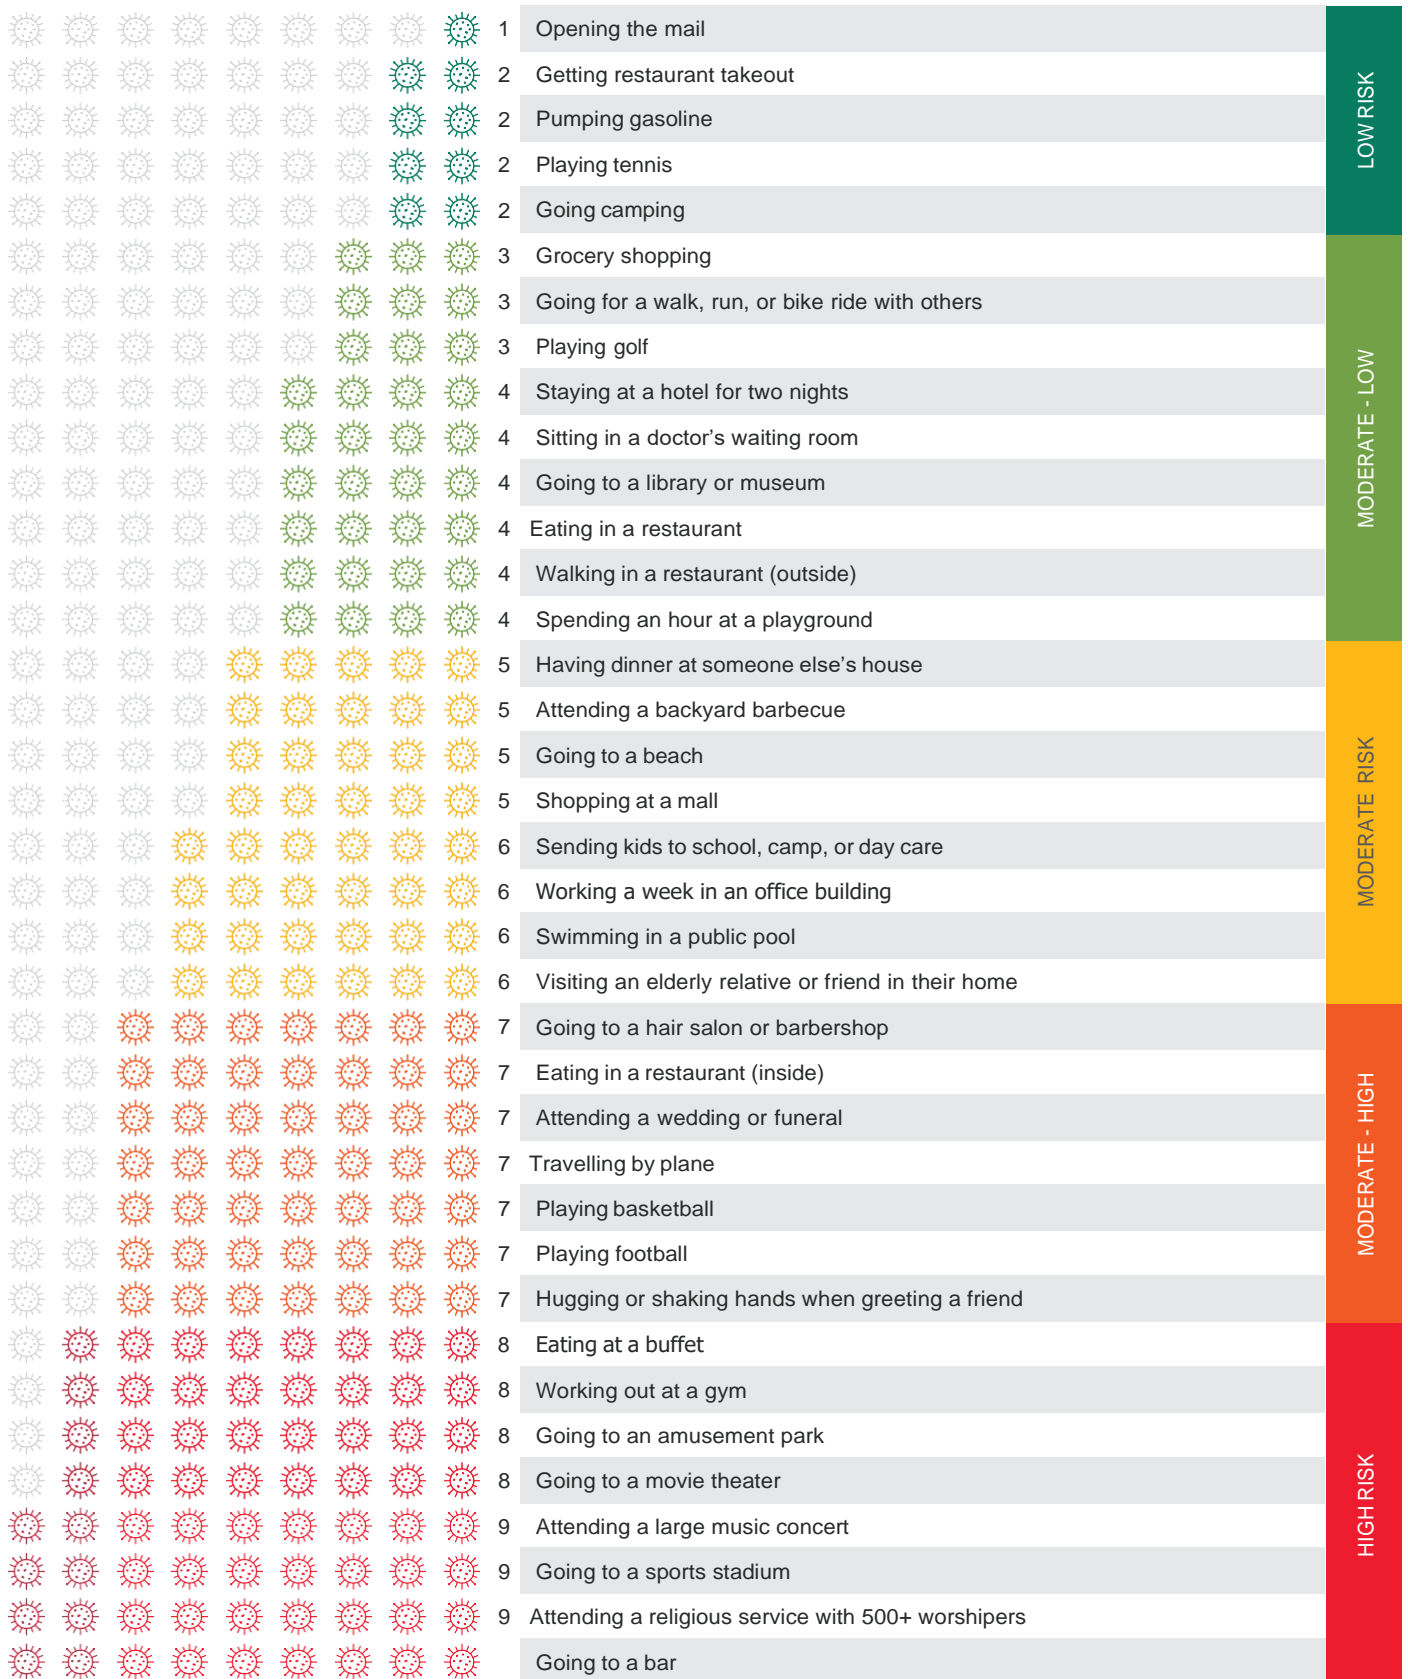 1 Opening the mail
2 Getting restaurant takeout
2 Pumping gasoline
2 Playing tennis
2 Going camping
LOW RISK
3 Grocery shopping
3 Going for a walk, run, or bike ride with others
3 Playing golf
4 Staying at a hotel for two nights
4 Sitting in a doctor’s waiting room
4 Going to a library or museum
4 Eating in a restaurant
4 Walking in a restaurant (outside)
4 Spending an hour at a playground
MODERATE - LOW
5 Having dinner at someone else’s house
5 Attending a backyard barbecue
5 Going to a beach
5 Shopping at a mall
6 Sending kids to school, camp, or day care
6 Working a week in an office building
6 Swimming in a public pool
6 Visiting an elderly relative or friend in their home
MODERATE RISK
7 Going to a hair salon or barbershop
7 Eating in a restaurant (inside)
7 Attending a wedding or funeral
7 Travelling by plane
7 Playing basketball
7 Playing football
7 Hugging or shaking hands when greeting a friend
MODERATE - HIGH
8 Eating at a buffet
8 Working out at a gym
8 Going to an amusement park
8 Going to a movie theater
9 Attending a large music concert
9 Going to a sports stadium
9 Attending a religious service with 500+ worshipers
Going to a bar
HIGH RISK